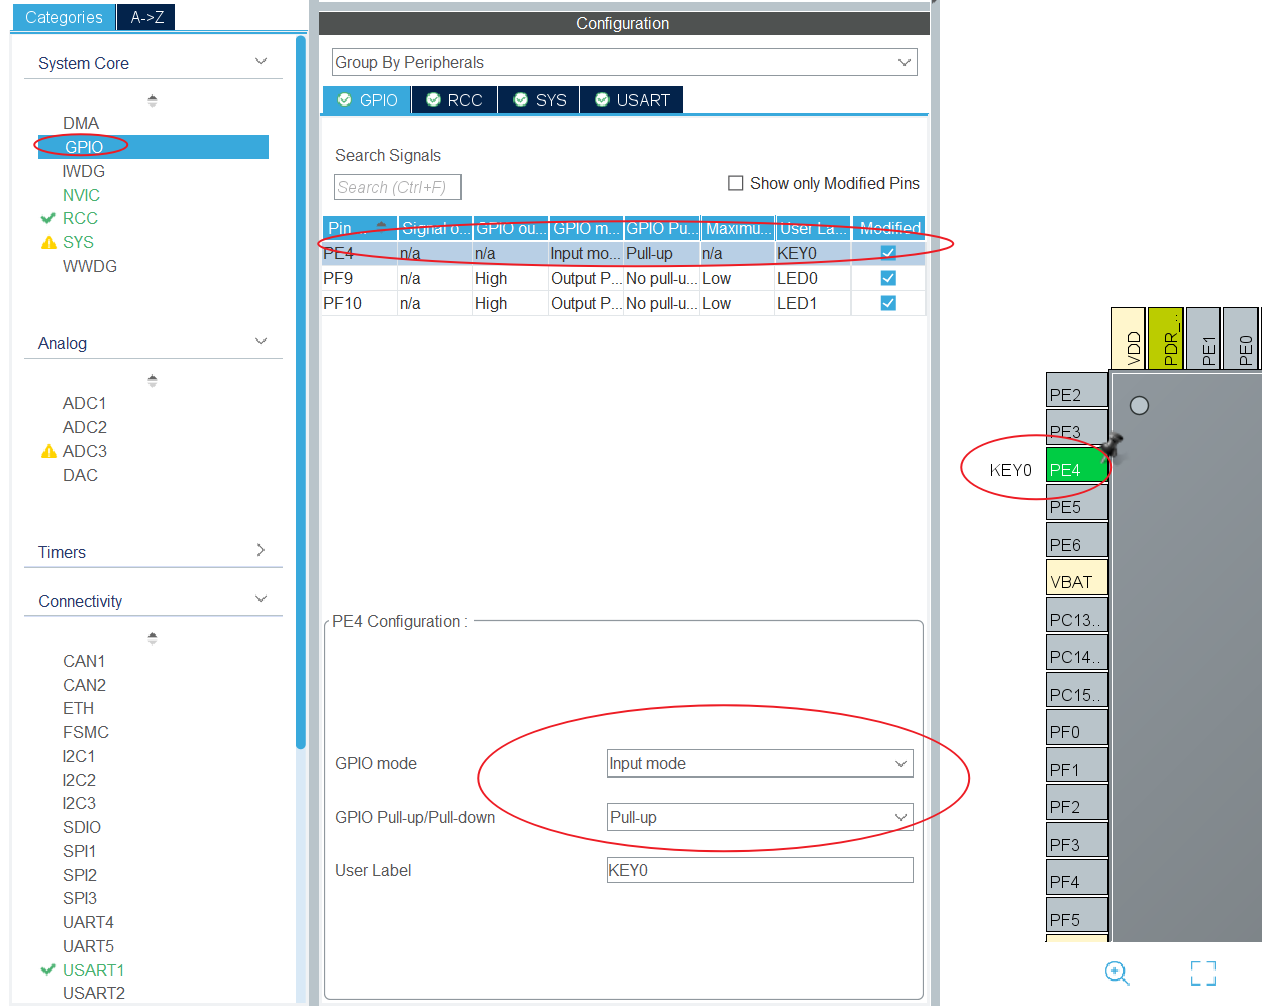 Categories
A->Z
System Core
DMA
GPIO
IWDG
NVIC
RCC
SYS
WWDG
Analog
ADC1
ADC2
ADC3
DAC
Timers
Connectivity
CAN1
CAN2
ETH
FSMC
I2C1
I2C2
I2C3
SDIO
SPI1
SPI2
SPI3
UART4
UART5
USART1
USART2
Configuration
Group By Peripherals
GPIO RCC SYS USART
Search Signals
Search (Ctrl+F)
Show only Modified Pins
Pin ... Signal o... GPIO ou... GPIO m... GPIO Pu... Maximu... User La... Modified
PE4 n/a n/a Input mo... Pull-up n/a KEY0
PF9 n/a High Output P... No pull-u... Low LED0
PF10 n/a High Output P... No pull-u... Low LED1
PE4 Configuration :
GPIO mode Input mode
GPIO Pull-up/Pull-down Pull-up
User Label KEY0
VDD
PDR_..
PE1
PE0
PE2
PE3
KEY0 PE4
PE5
PE6
VBAT
PC13..
PC14..
PC15..
PF0
PF1
PF2
PF3
PF4
PF5